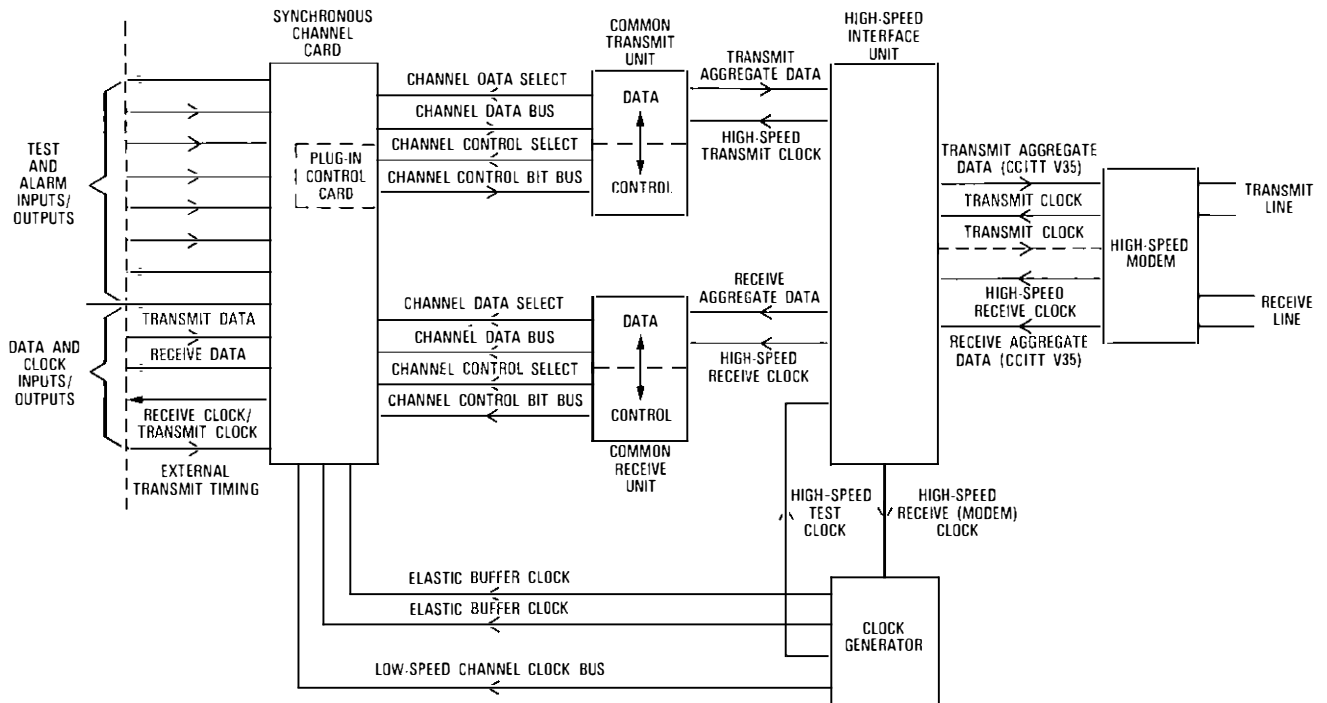 SYNCHRONOUS
CHANNEL
CARD
COMMON
TRANSMIT
UNIT
HIGH-SPEED
INTERFACE
UNIT
TEST
AND
ALARM
INPUTS/
OUTPUTS
PLUG-IN
CONTROL
CARD
CHANNEL DATA SELECT
CHANNEL DATA BUS
CHANNEL CONTROL SELECT
CHANNEL CONTROL BIT BUS
DATA
CONTROL
TRANSMIT
AGGREGATE DATA
HIGH-SPEED
TRANSMIT CLOCK
TRANSMIT AGGREGATE
DATA (CCITT V35)
TRANSMIT CLOCK
TRANSMIT CLOCK
HIGH-SPEED
RECEIVE CLOCK
RECEIVE AGGREGATE
DATA (CCITT V35)
HIGH-SPEED
MODEM
TRANSMIT
LINE
RECEIVE
LINE
DATA AND
CLOCK
INPUTS/
OUTPUTS
TRANSMIT DATA
RECEIVE DATA
RECEIVE CLOCK/
TRANSMIT CLOCK
EXTERNAL
TRANSMIT TIMING
CHANNEL DATA SELECT
CHANNEL DATA BUS
CHANNEL CONTROL SELECT
CHANNEL CONTROL BIT BUS
DATA
CONTROL
COMMON
RECEIVE
UNIT
RECEIVE
AGGREGATE DATA
HIGH-SPEED
RECEIVE CLOCK
HIGH-SPEED
TEST
CLOCK
HIGH-SPEED
RECEIVE (MODEM)
CLOCK
ELASTIC BUFFER CLOCK
ELASTIC BUFFER CLOCK
LOW-SPEED CHANNEL CLOCK BUS
CLOCK
GENERATOR